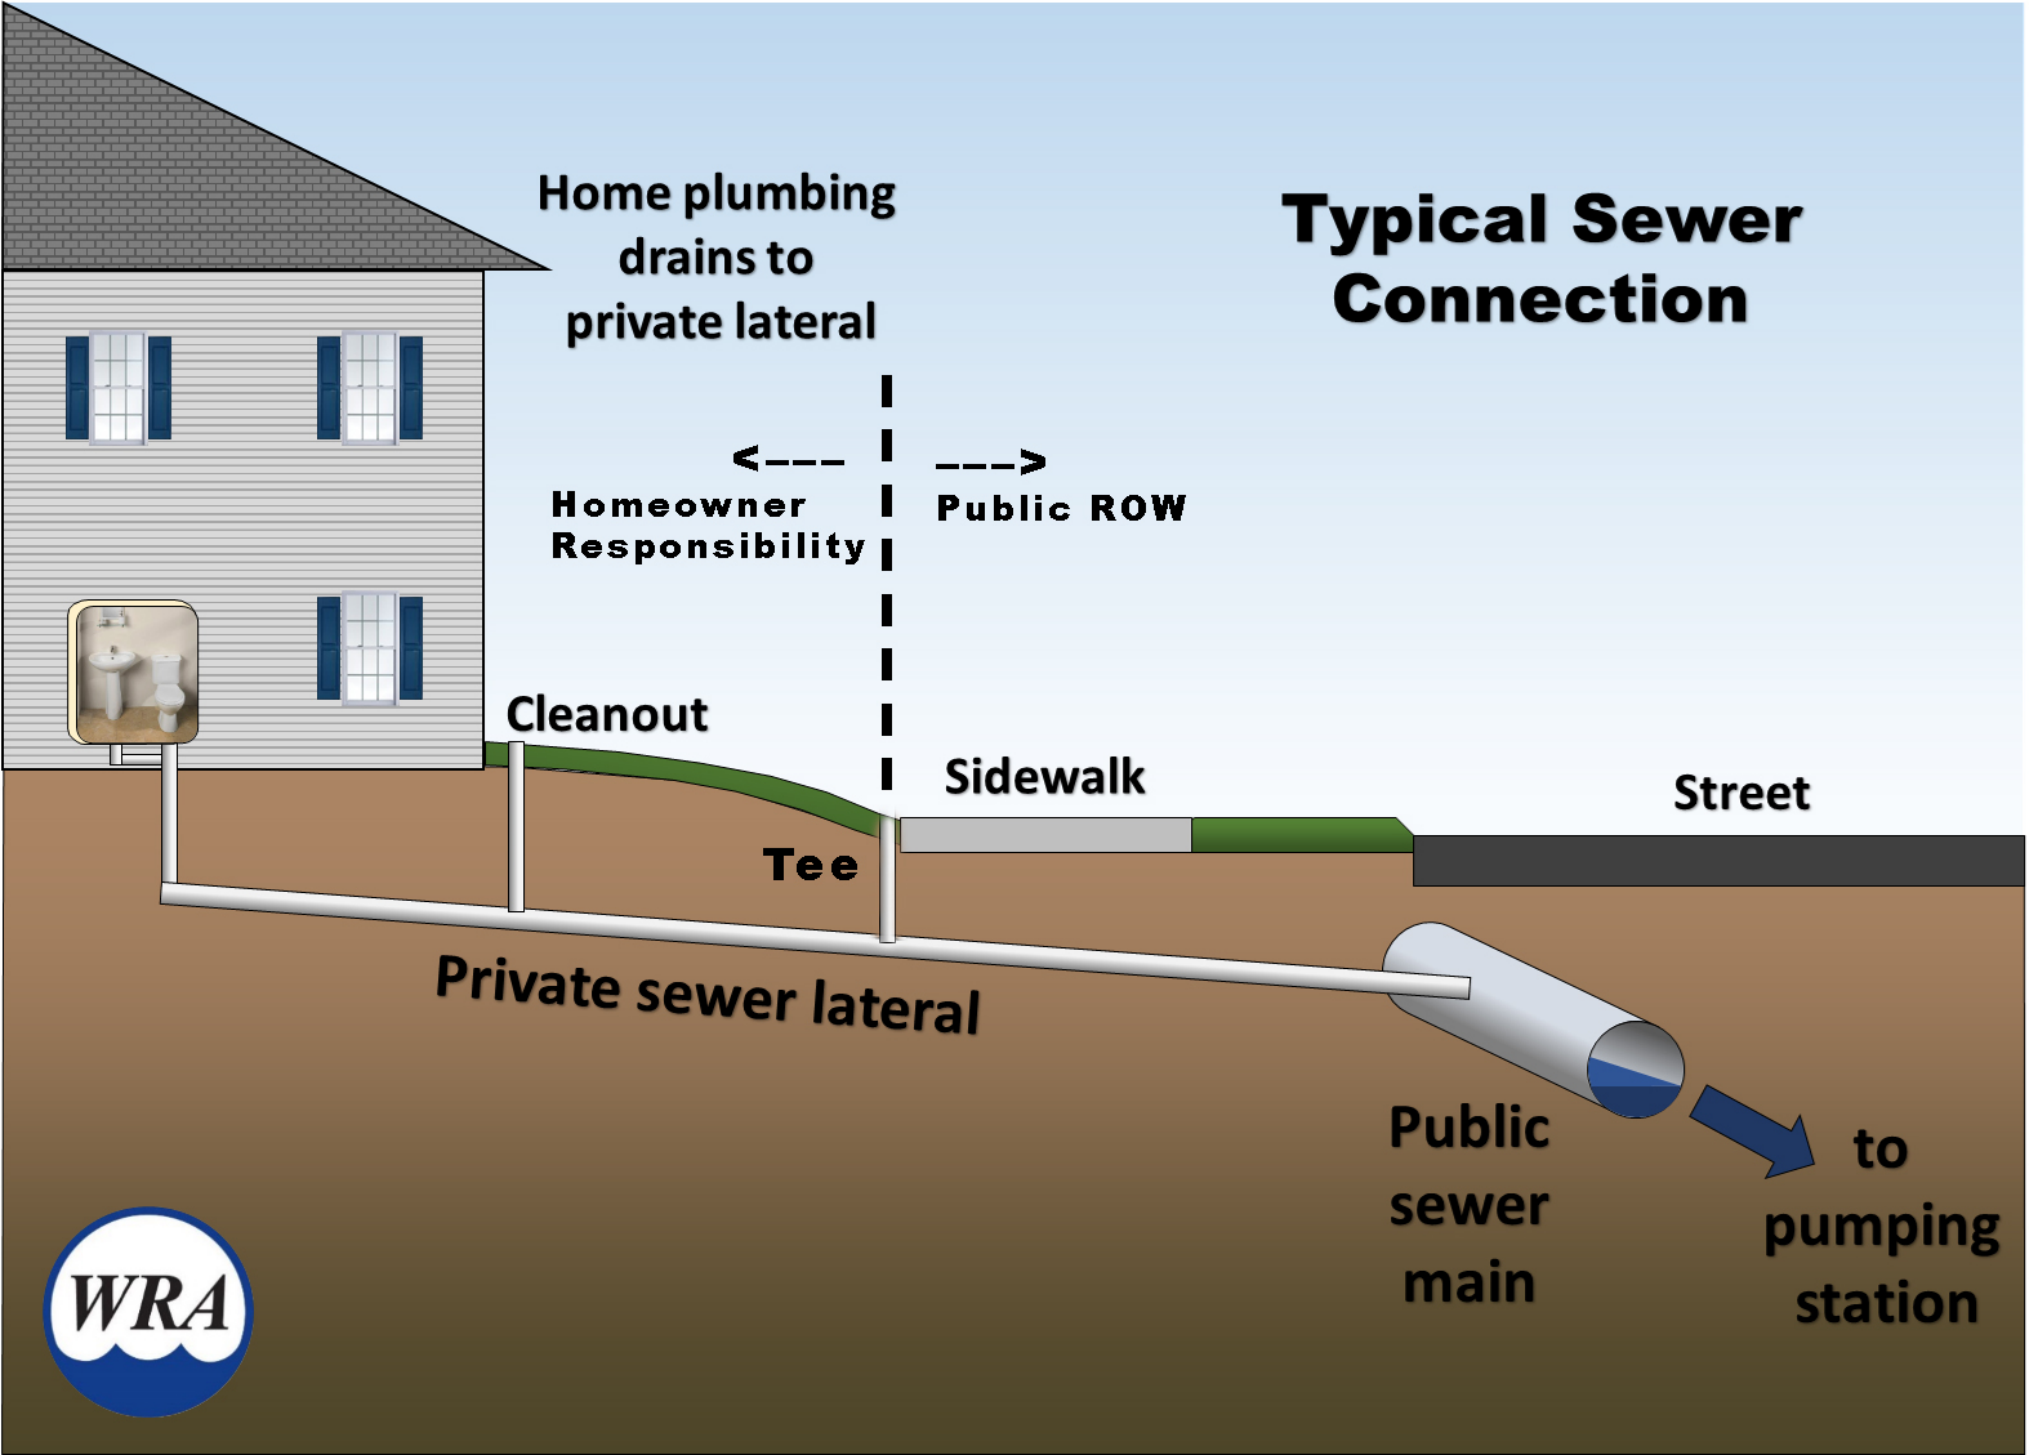 Home plumbing
drains to
private lateral
Typical Sewer
Connection
<---
--->
Homeowner
Responsibility
Public ROW
Cleanout
Sidewalk
Street
Tee
Private sewer lateral
Public
sewer
main
to
pumping
station
WRA